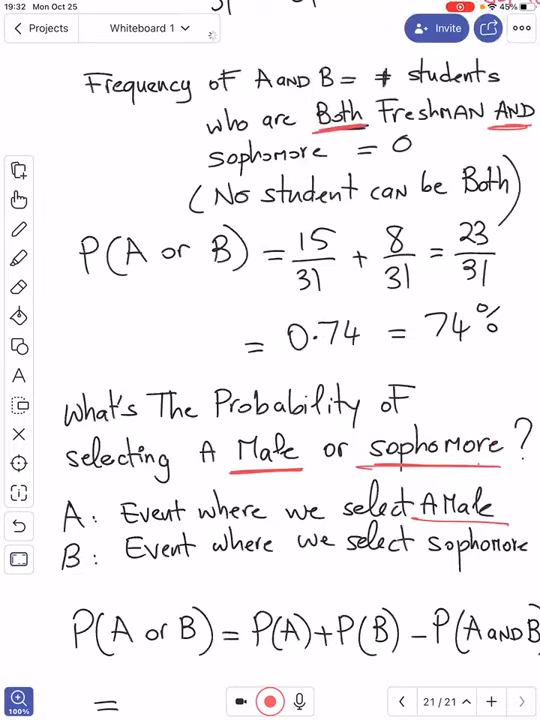 19:32 Mon Oct 25
45%
Projects
Whiteboard 1
Invite
Frequency of A AND B = # students
who are Both Freshman AND
sophomore = 0
(No student can be Both)
P(A or B) = 15/31 + 8/31 = 23/31
= 0.74 = 74%
What's The Probability of
selecting A Male or sophomore?
A: Event where we select A Male
B: Event where we select sophomore
P(A or B) = P(A) + P(B) - P(A and B)
=
A
100%
21/21